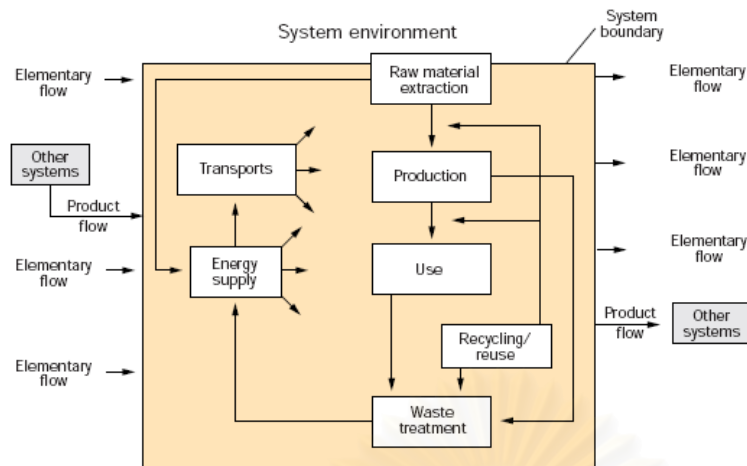 System environment
System
boundary
Elementary
flow
Raw material
extraction
Elementary
flow
Other
systems
Transports
Production
Elementary
flow
Product
flow
Elementary
flow
Energy
supply
Use
Elementary
flow
Product
flow
Other
systems
Recycling/
reuse
Elementary
flow
Waste
treatment